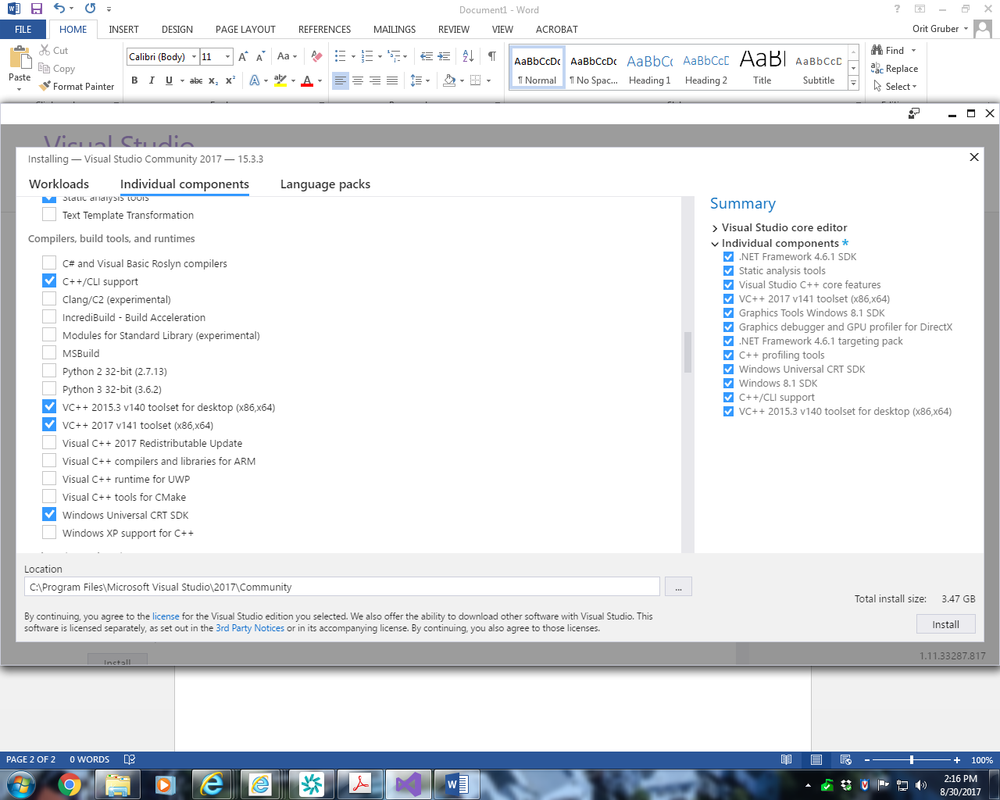 Document1 - Word
FILE HOME INSERT DESIGN PAGE LAYOUT REFERENCES MAILINGS REVIEW VIEW ACROBAT Orit Gruber
Paste
Cut
Copy
Format Painter
Calibri (Body) 11
AaBbCcDc AaBbCcDc AaBbCc AaBbCcD AaBl AaBbCcD
¶ Normal ¶ No Spac... Heading 1 Heading 2 Title Subtitle
Find
Replace
Select
Visual Studio
Installing — Visual Studio Community 2017 — 15.3.3
Workloads Individual components Language packs
Static analysis tools
Text Template Transformation
Compilers, build tools, and runtimes
C# and Visual Basic Roslyn compilers
C++/CLI support
Clang/C2 (experimental)
IncrediBuild - Build Acceleration
Modules for Standard Library (experimental)
MSBuild
Python 2 32-bit (2.7.13)
Python 3 32-bit (3.6.2)
VC++ 2015.3 v140 toolset for desktop (x86,x64)
VC++ 2017 v141 toolset (x86,x64)
Visual C++ 2017 Redistributable Update
Visual C++ compilers and libraries for ARM
Visual C++ runtime for UWP
Visual C++ tools for CMake
Windows Universal CRT SDK
Windows XP support for C++
Summary
Visual Studio core editor
Individual components *
.NET Framework 4.6.1 SDK
Static analysis tools
Visual Studio C++ core features
VC++ 2017 v141 toolset (x86,x64)
Graphics Tools Windows 8.1 SDK
Graphics debugger and GPU profiler for DirectX
.NET Framework 4.6.1 targeting pack
C++ profiling tools
Windows Universal CRT SDK
Windows 8.1 SDK
C++/CLI support
VC++ 2015.3 v140 toolset for desktop (x86,x64)
Location
C:\Program Files\Microsoft Visual Studio\2017\Community
...
Total install size: 3.47 GB
By continuing, you agree to the license for the Visual Studio edition you selected. We also offer the ability to download other software with Visual Studio. This
software is licensed separately, as set out in the 3rd Party Notices or in its accompanying license. By continuing, you also agree to those licenses.
Install
Install
1.11.33287.817
PAGE 2 OF 2 0 WORDS 100%
2:16 PM
8/30/2017